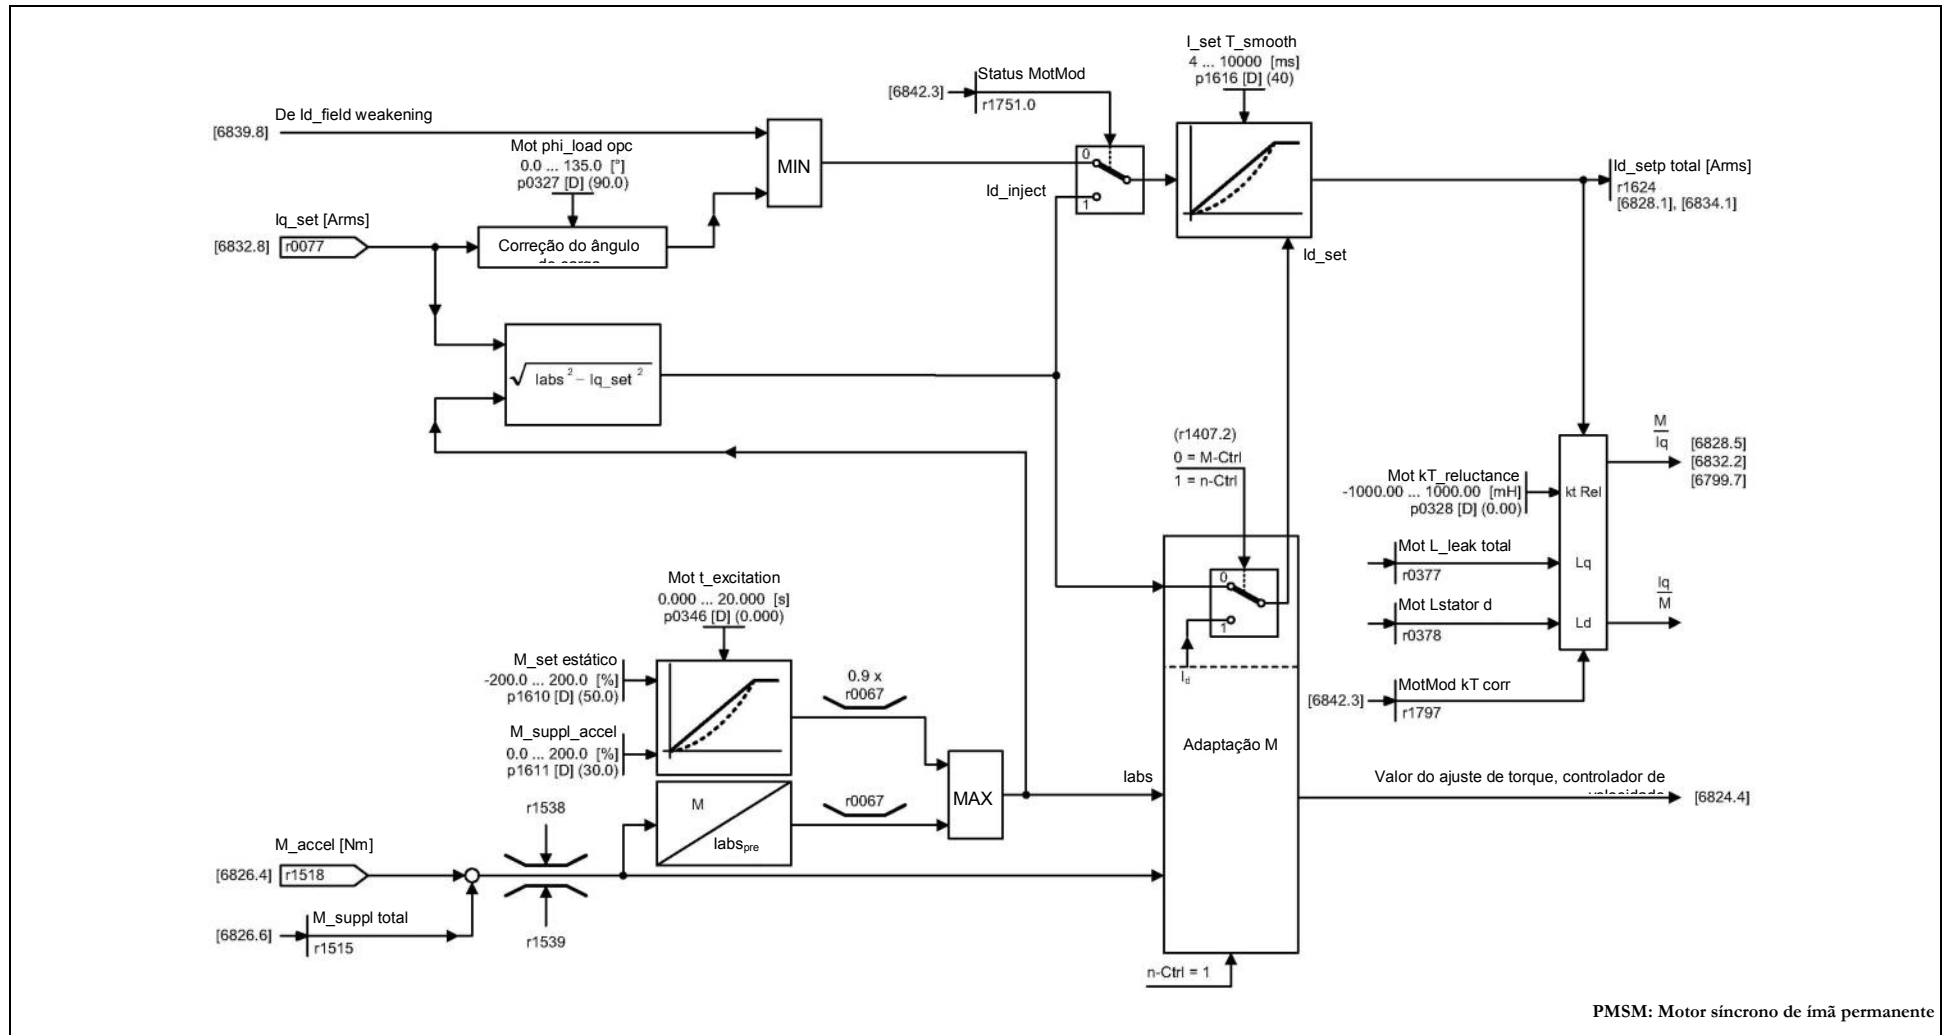 I_set T_smooth
4 ... 10000 [ms]
p1616 [D] (40)
Status MotMod
[6842.3]
r1751.0
De Id_field weakening
[6839.8]
Mot phi_load opc
0.0 ... 135.0 [°]
p0327 [D] (90.0)
MIN
0
1
Id_inject
Id_setp total [Arms]
r1624
[6828.1], [6834.1]
Iq_set [Arms]
[6832.8]
r0077
Correção do ângulo
de carga
Id_set
√ Iabs ² – Iq_set ²
(r1407.2)
0 = M-Ctrl
1 = n-Ctrl
M
Iq
[6828.5]
[6832.2]
[6799.7]
Mot kT_reluctance
-1000.00 ... 1000.00 [mH]
p0328 [D] (0.00)
kt Rel
Mot L_leak total
r0377
Lq
Mot Lstator d
r0378
Ld
Iq
M
Mot t_excitation
0.000 ... 20.000 [s]
p0346 [D] (0.000)
0
1
M_set estático
-200.0 ... 200.0 [%]
p1610 [D] (50.0)
0.9 x
r0067
Id
[6842.3]
MotMod kT corr
r1797
M_suppl_accel
0.0 ... 200.0 [%]
p1611 [D] (30.0)
Adaptação M
Iabs
Valor do ajuste de torque, controlador de
velocidade
[6824.4]
r1538
M
Iabspre
r0067
MAX
M_accel [Nm]
[6826.4]
r1518
M_suppl total
[6826.6]
r1515
r1539
n-Ctrl = 1
PMSM: Motor síncrono de ímã permanente